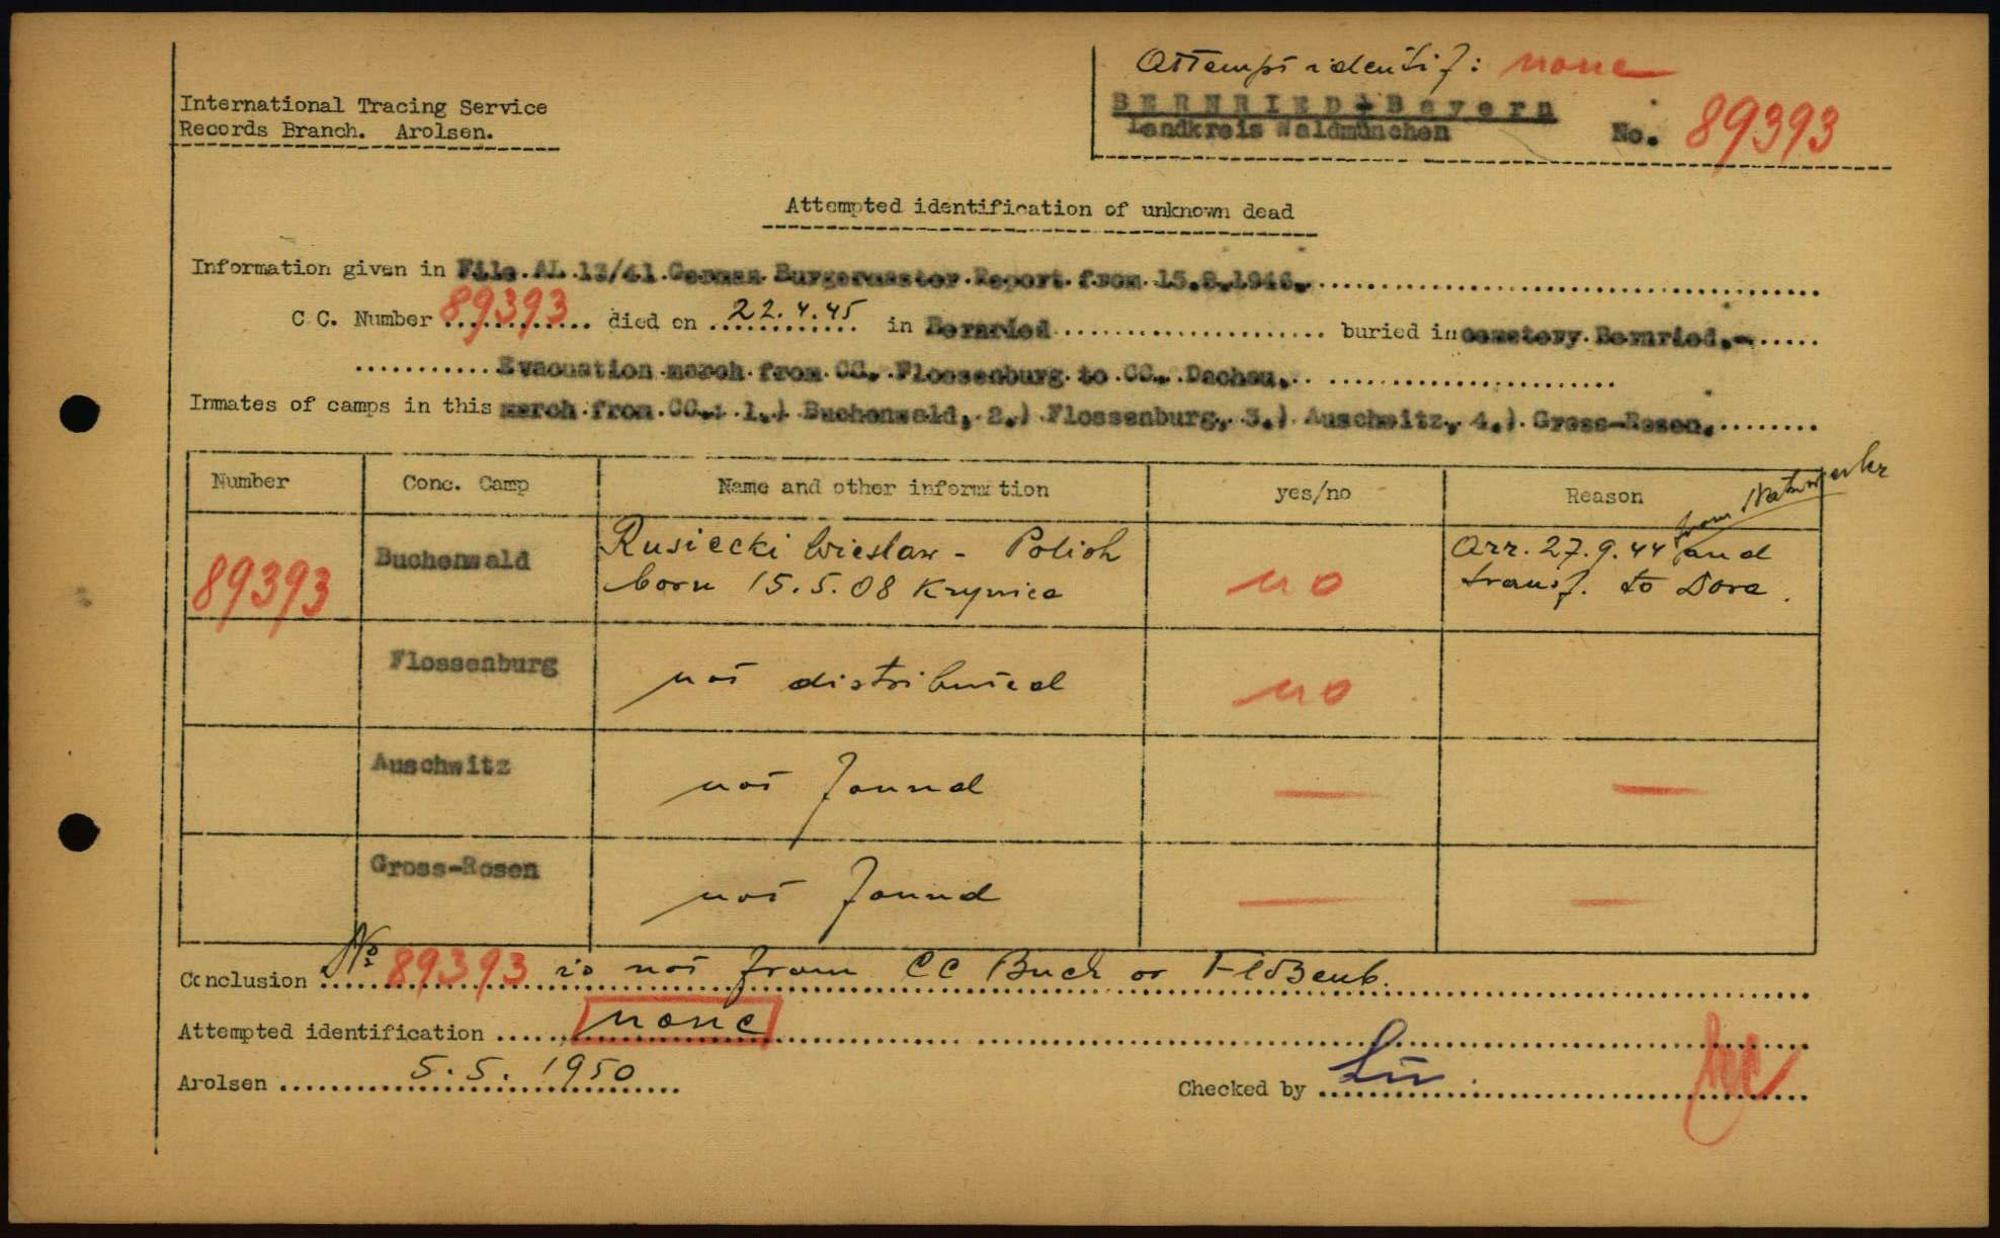 Attempt identif: none
International Tracing Service
Records Branch. Arolsen.
BERNRIED + Bayern
Landkreis Waldmünchen No. 89393
Attempted identification of unknown dead
Information given in File AL 13/41 German Burgermaster Report from 15.8.1946.
C C. Number 89393 died on 22.4.45 in Bernried buried in cemetery Bernried.-
Evacuation march from CC. Flossenburg to CC. Dachau.
Inmates of camps in this march from CC.: 1.) Buchenwald, 2.) Flossenburg, 3.) Auschwitz, 4.) Gross-Rosen.
Number Conc. Camp Name and other information yes/no Reason
from
89393 Buchenwald Rusiecki Wieslaw - Polish born 15.5.08 Krynica no Arr. 27.9.44 and transf. to Dora.
Flossenburg not distributed no
Auschwitz not found — —
Gross-Rosen not found — —
Conclusion No 89393 is not from CC Buch or Floßenb.
Attempted identification none
Arolsen 5.5.1950 Checked by